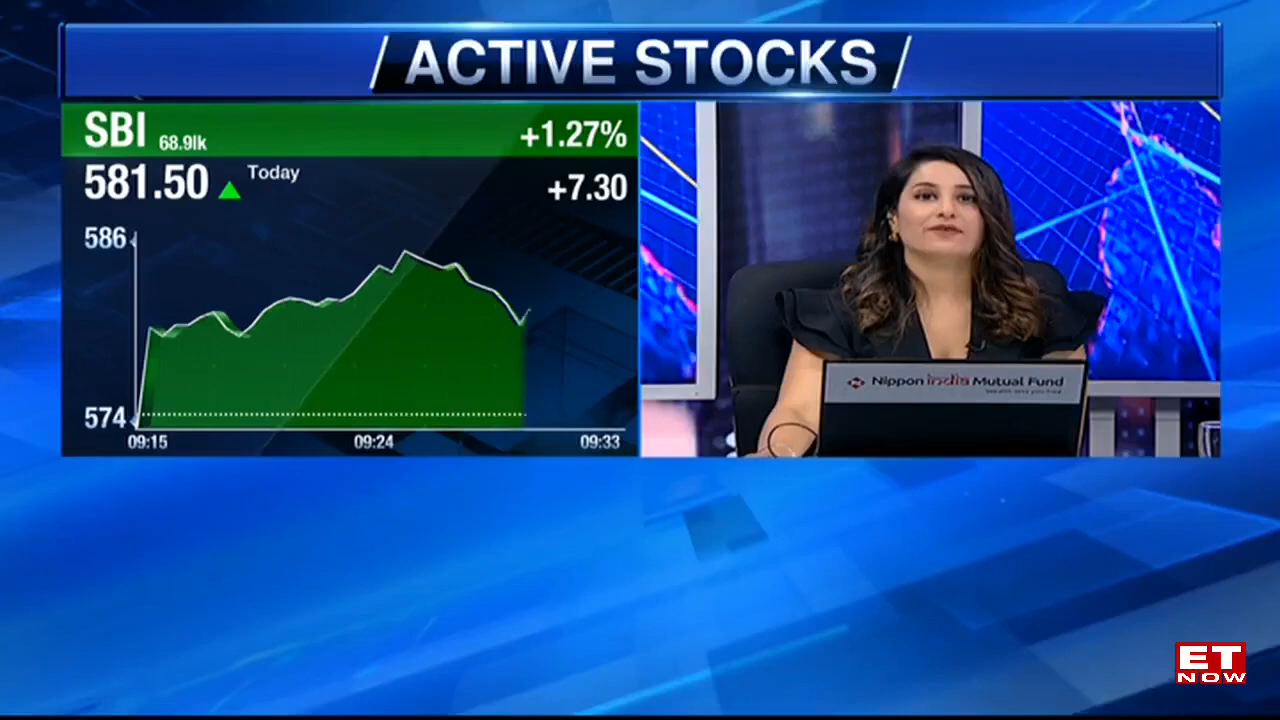 ACTIVE STOCKS
SBI 68.9lk +1.27%
581.50 Today +7.30
586
574
09:15 09:24 09:33
Nippon india Mutual Fund
ET
NOW